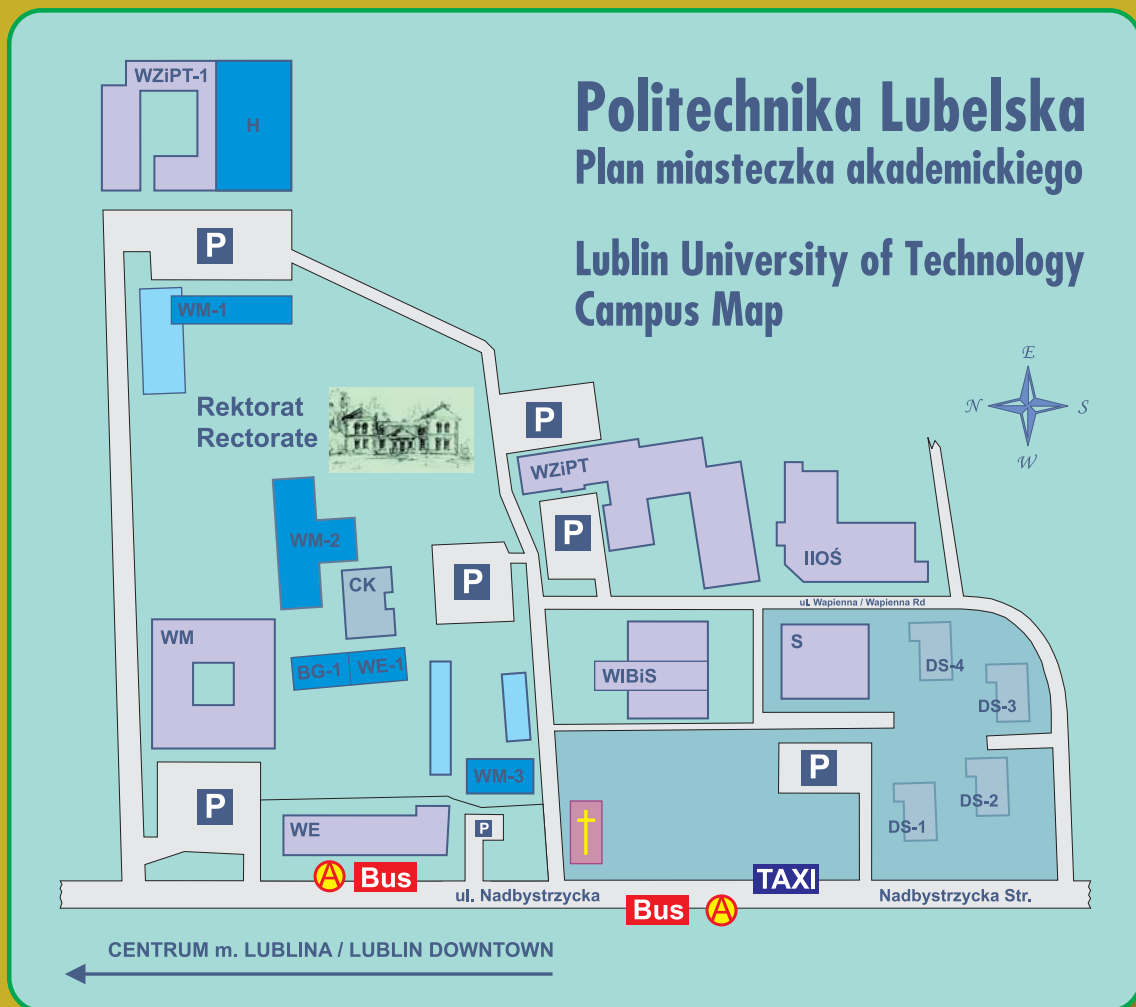 Politechnika Lubelska
Plan miasteczka akademickiego
Lublin University of Technology
Campus Map
WZiPT-1
H
P
WM-1
Rektorat
Rectorate
E
N
S
W
P
WZiPT
P
IIOŚ
WM-2
CK
P
ul. Wapienna / Wapienna Rd
WM
BG-1
WE-1
WIBiS
S
DS-4
DS-3
WM-3
P
P
WE
P
DS-2
DS-1
A
Bus
TAXI
ul. Nadbystrzycka
Nadbystrzycka Str.
Bus
A
CENTRUM m. LUBLINA / LUBLIN DOWNTOWN